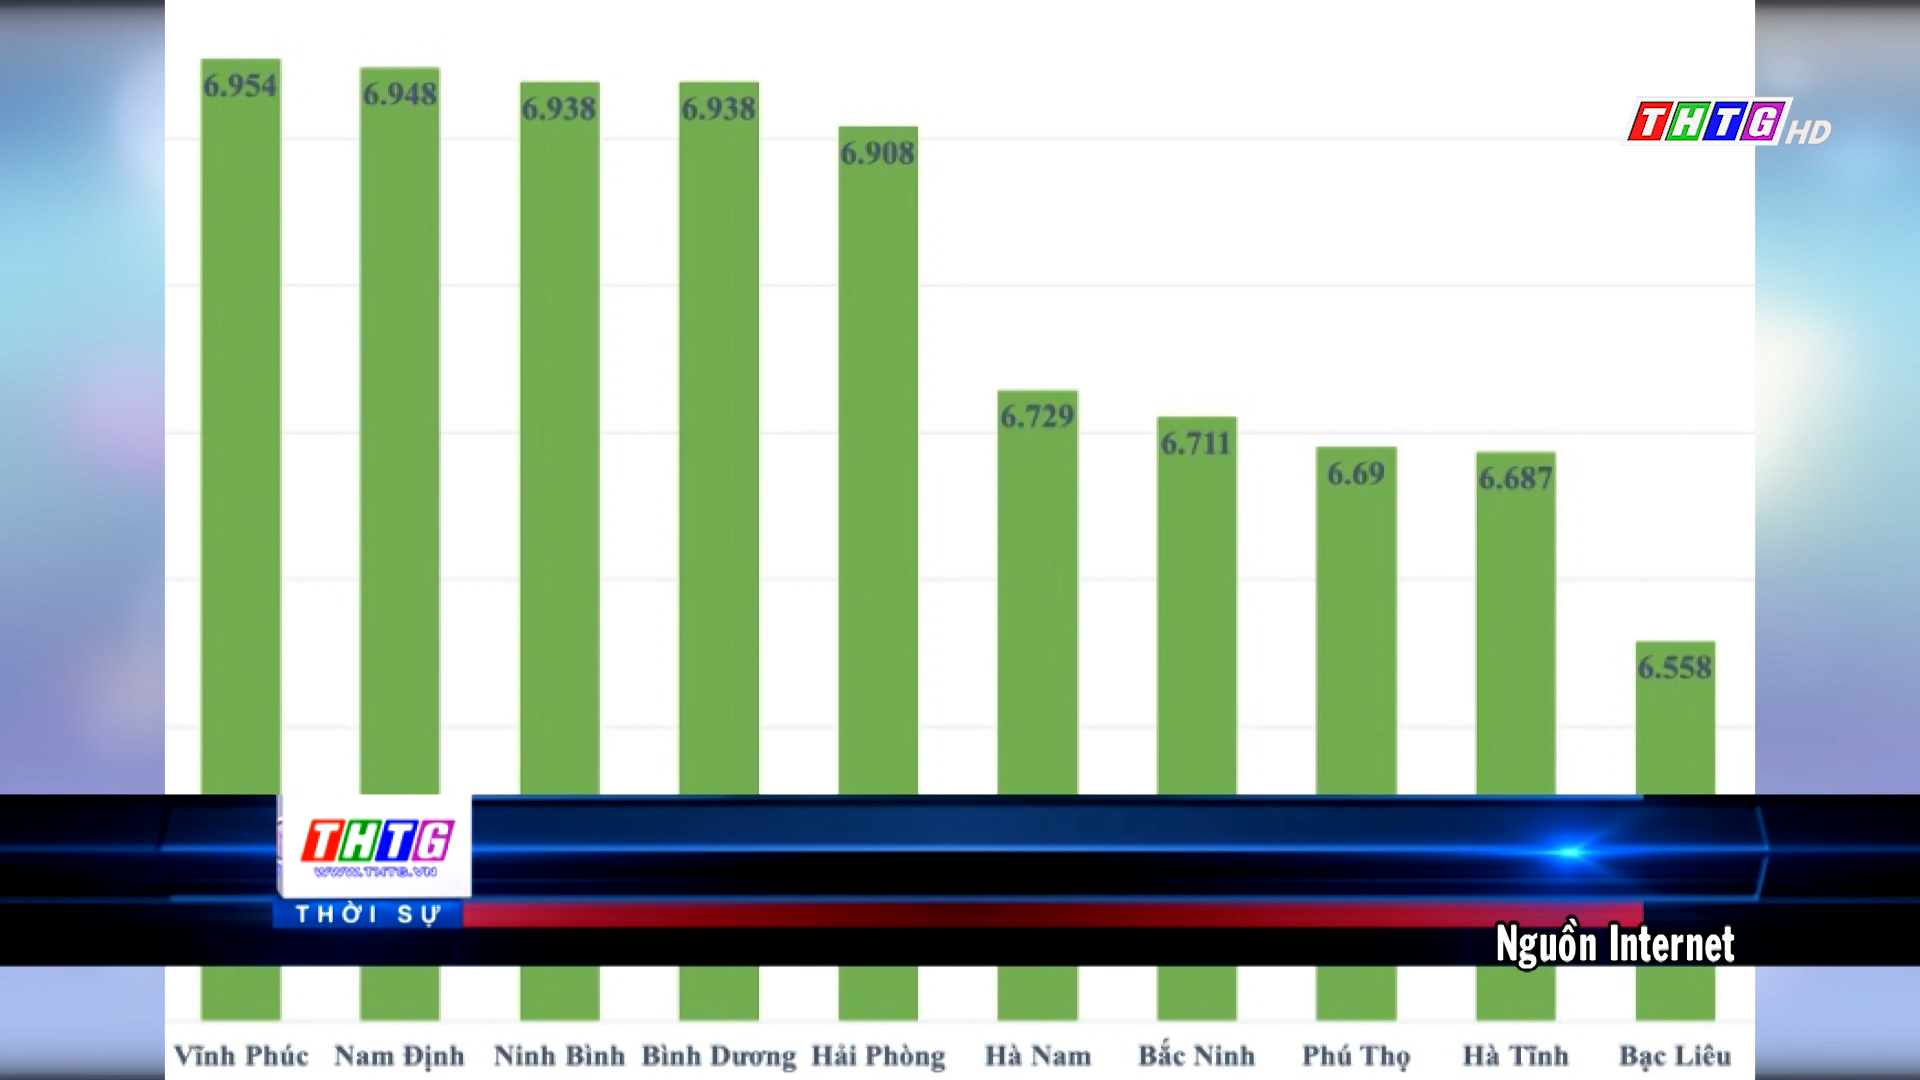 6.954
6.948
6.938
6.938
6.908
6.729
6.711
6.69
6.687
6.558
THTG HD
THTG
WWW.THTG.VN
THỜI SỰ
Nguồn Internet
Vĩnh Phúc
Nam Định
Ninh Bình
Bình Dương
Hải Phòng
Hà Nam
Bắc Ninh
Phú Thọ
Hà Tĩnh
Bạc Liêu